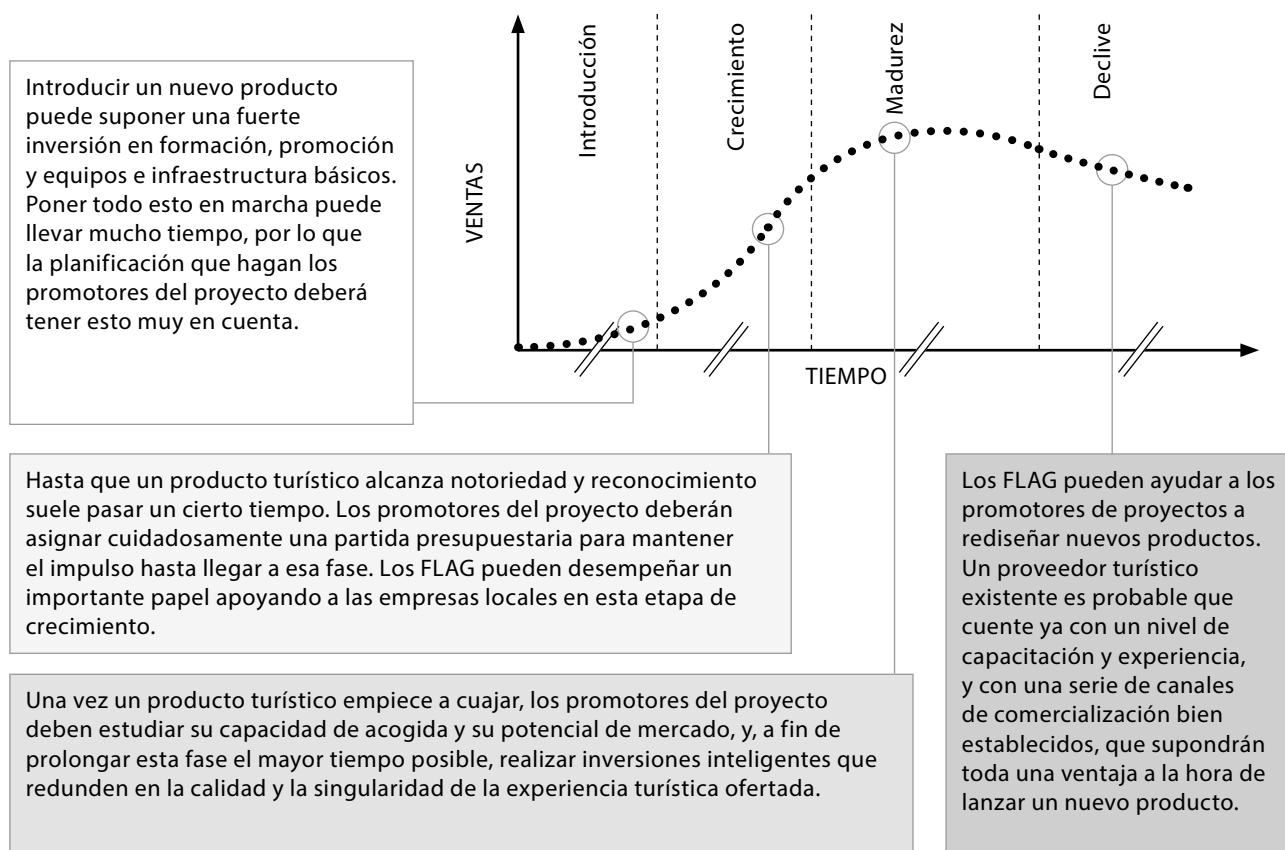 Introducción
Crecimiento
Madurez
Declive
VENTAS
TIEMPO
Introducir un nuevo producto
puede suponer una fuerte
inversión en formación, promoción
y equipos e infraestructura básicos.
Poner todo esto en marcha puede
llevar mucho tiempo, por lo que
la planificación que hagan los
promotores del proyecto deberá
tener esto muy en cuenta.
Hasta que un producto turístico alcanza notoriedad y reconocimiento
suele pasar un cierto tiempo. Los promotores del proyecto deberán
asignar cuidadosamente una partida presupuestaria para mantener
el impulso hasta llegar a esa fase. Los FLAG pueden desempeñar un
importante papel apoyando a las empresas locales en esta etapa de
crecimiento.
Una vez un producto turístico empiece a cuajar, los promotores del proyecto
deben estudiar su capacidad de acogida y su potencial de mercado, y, a fin de
prolongar esta fase el mayor tiempo posible, realizar inversiones inteligentes que
redunden en la calidad y la singularidad de la experiencia turística ofertada.
Los FLAG pueden ayudar a los
promotores de proyectos a
rediseñar nuevos productos.
Un proveedor turístico
existente es probable que
cuente ya con un nivel de
capacitación y experiencia,
y con una serie de canales
de comercialización bien
establecidos, que supondrán
toda una ventaja a la hora de
lanzar un nuevo producto.